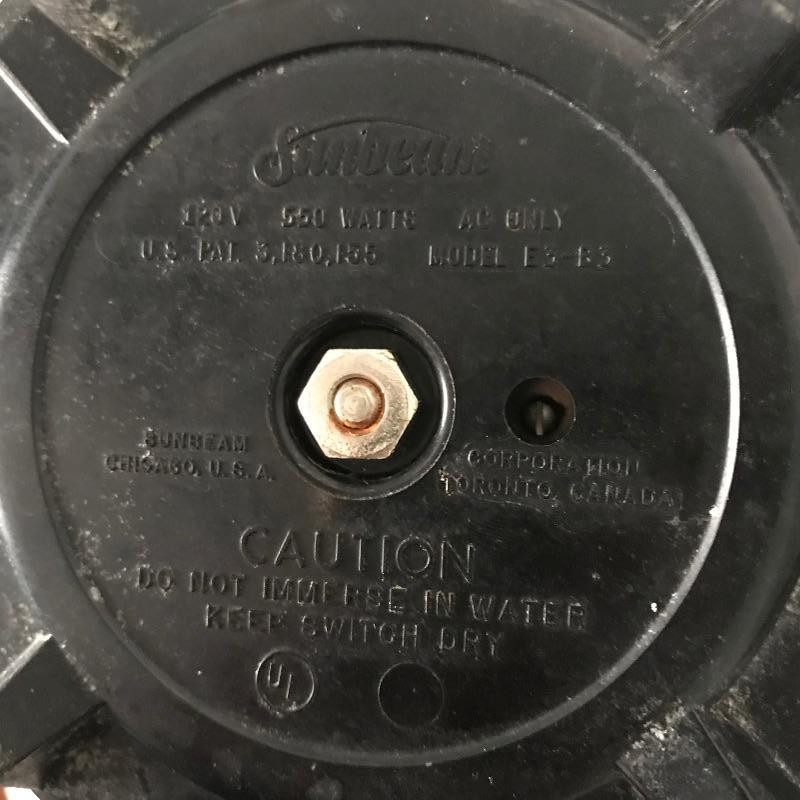 Sunbeam
120V 550 WATTS AC ONLY
U.S. PAT. 3,180,135 MODEL E3-B3
SUNBEAM CORPORATION
CHICAGO, U.S.A. TORONTO, CANADA
CAUTION
DO NOT IMMERSE IN WATER
KEEP SWITCH DRY
UL